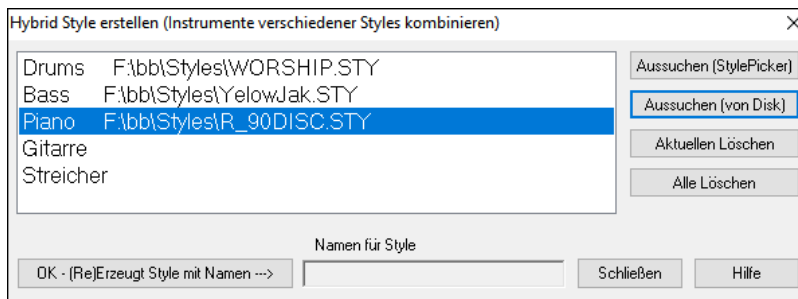 Hybrid Style erstellen (Instrumente verschiedener Styles kombinieren)
Drums F:\bb\Styles\WORSHIP.STY
Bass F:\bb\Styles\YelowJak.STY
Piano F:\bb\Styles\R_90DISC.STY
Gitarre
Streicher
Aussuchen (StylePicker)
Aussuchen (von Disk)
Aktuellen Löschen
Alle Löschen
Namen für Style
OK - (Re)Erzeugt Style mit Namen --->
Schließen
Hilfe